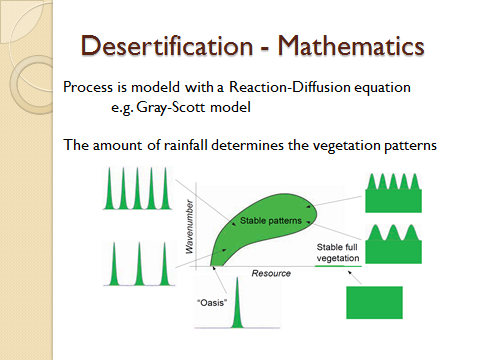 Desertification - Mathematics
Process is modeld with a Reaction-Diffusion equation
e.g. Gray-Scott model
The amount of rainfall determines the vegetation patterns
Wavenumber
Stable patterns
Stable full
vegetation
Resource
"Oasis"